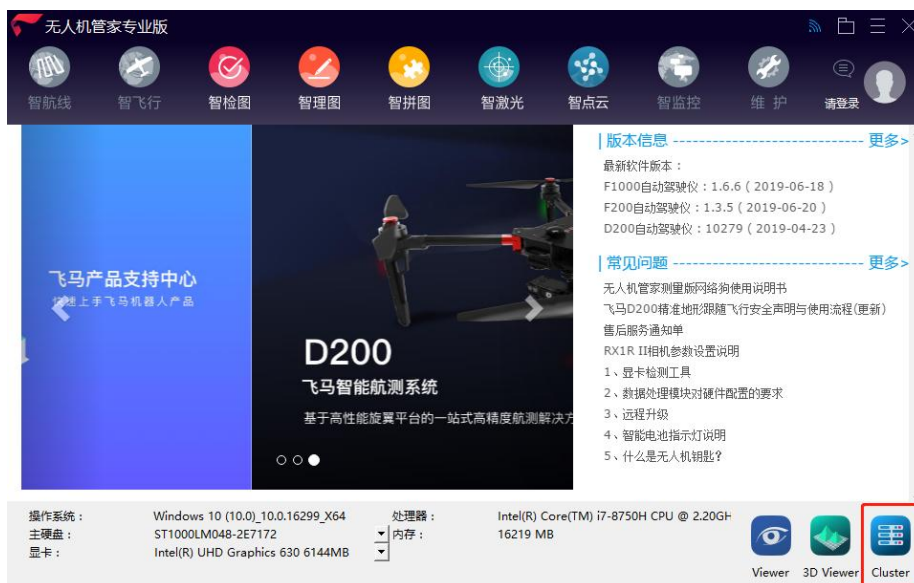 无人机管家专业版
智航线 智飞行 智检图 智理图 智拼图 智激光 智点云 智监控 维 护 请登录
飞马产品支持中心
快速上手飞马机器人产品
D200
飞马智能航测系统
基于高性能旋翼平台的一站式高精度航测解决方
版本信息 ---------------------------- 更多>
最新软件版本：
F1000自动驾驶仪：1.6.6 ( 2019-06-18 )
F200自动驾驶仪：1.3.5 ( 2019-06-20 )
D200自动驾驶仪：10279 ( 2019-04-23 )
常见问题 ---------------------------- 更多>
无人机管家测量版网络狗使用说明书
飞马D200精准地形跟随飞行安全声明与使用流程(更新)
售后服务通知单
RX1R II相机参数设置说明
1、显卡检测工具
2、数据处理模块对硬件配置的要求
3、远程升级
4、智能电池指示灯说明
5、什么是无人机钥匙?
操作系统： Windows 10 (10.0)_10.0.16299_X64 处理器： Intel(R) Core(TM) i7-8750H CPU @ 2.20GH
主硬盘： ST1000LM048-2E7172 内存： 16219 MB
显卡： Intel(R) UHD Graphics 630 6144MB
Viewer 3D Viewer Cluster